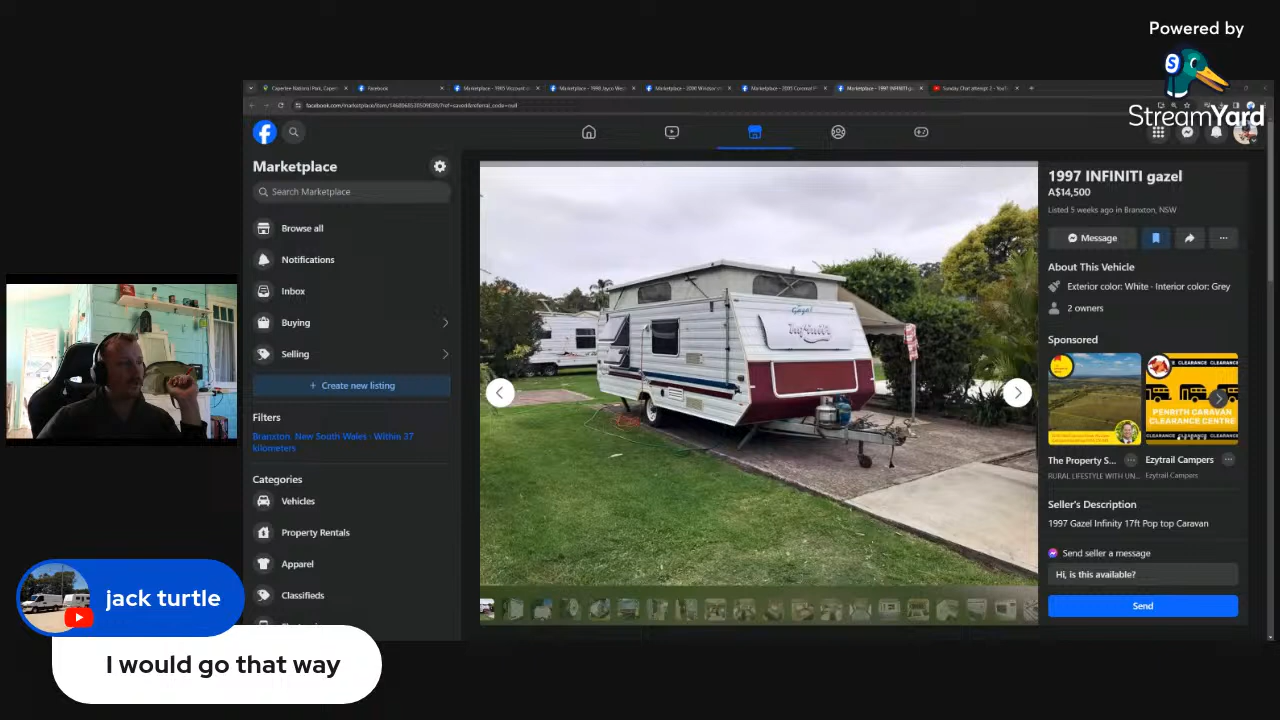 Powered by
StreamYard
Facebook
Marketplace
Search Marketplace
Browse all
Notifications
Inbox
Buying
Selling
+ Create new listing
Filters
Branxton, New South Wales · Within 37
kilometers
Categories
Vehicles
Property Rentals
Apparel
Classifieds
Gazel
Infiniti
1997 INFINITI gazel
A$14,500
Listed 5 weeks ago in Branxton, NSW
Message
About This Vehicle
Exterior color: White · Interior color: Grey
2 owners
Sponsored
CLEARANCE
PENRITH CARAVAN
CLEARANCE CENTRE
The Property S...
RURAL LIFESTYLE WITH UN...
Ezytrail Campers
Ezytrail Campers
Seller's Description
1997 Gazel Infinity 17ft Pop top Caravan
Send seller a message
Hi, is this available?
Send
jack turtle
I would go that way